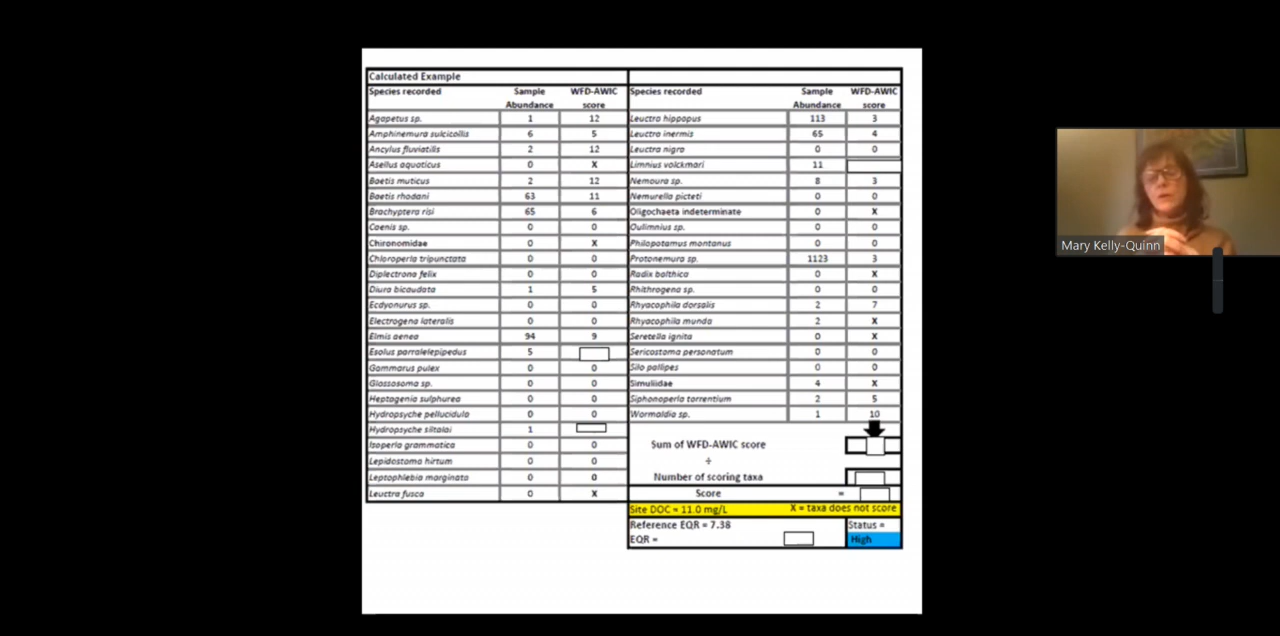 Calculated Example
Species recorded Sample Abundance WFD-AWIC score
Agapetus sp. 1 12
Amphinemura sulcicollis 6 5
Ancylus fluviatilis 2 12
Asellus aquaticus 0 X
Baetis muticus 2 12
Baetis rhodani 63 11
Brachyptera risi 65 6
Caenis sp. 0 0
Chironomidae 0 X
Chloroperla tripunctata 0 0
Diplectrona felix 0 0
Diura bicaudata 1 5
Ecdyonurus sp. 0 0
Electrogena lateralis 0 0
Elmis aenea 94 9
Esolus parralelepipedus 5
Gammarus pulex 0 0
Glossosoma sp. 0 0
Heptagenia sulphurea 0 0
Hydropsyche pellucidula 0 0
Hydropsyche siltalai 1
Isoperla grammatica 0 0
Lepidostoma hirtum 0 0
Leptophlebia marginata 0 0
Leuctra fusca 0 X
Species recorded Sample Abundance WFD-AWIC score
Leuctra hippopus 113 3
Leuctra inermis 65 4
Leuctra nigra 0 0
Limnius volckmari 11
Nemoura sp. 8 3
Nemurella picteti 0 0
Oligochaeta indeterminate 0 X
Oulimnius sp. 0 0
Philopotamus montanus 0 0
Protonemura sp. 1123 3
Radix balthica 0 X
Rhithrogena sp. 0 0
Rhyacophila dorsalis 2 7
Rhyacophila munda 2 X
Seretella ignita 0 X
Sericostoma personatum 0 0
Silo pallipes 0 0
Simuliidae 4 X
Siphonoperla torrentium 2 5
Wormaldia sp. 1 10
Sum of WFD-AWIC score
÷
Number of scoring taxa
Score =
Site DOC = 11.0 mg/L X = taxa does not score
Reference EQR = 7.38 Status =
EQR = High
Mary Kelly-Quinn